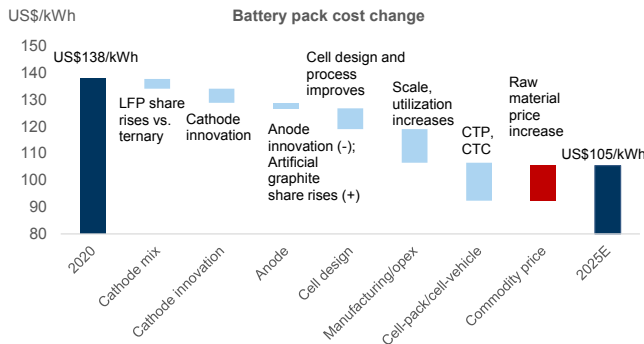 US$/kWh
Battery pack cost change
150
140
130
120
110
100
90
80
US$138/kWh
LFP share
rises vs.
ternary
Cathode
innovation
Anode
innovation (-);
Artificial
graphite
share rises (+)
Cell design and
process
improves
Scale,
utilization
increases
CTP,
CTC
Raw
material
price
increase
US$105/kWh
2020
Cathode mix
Cathode innovation
Anode
Cell design
Manufacturing/opex
Cell-pack/cell-vehicle
Commodity price
2025E